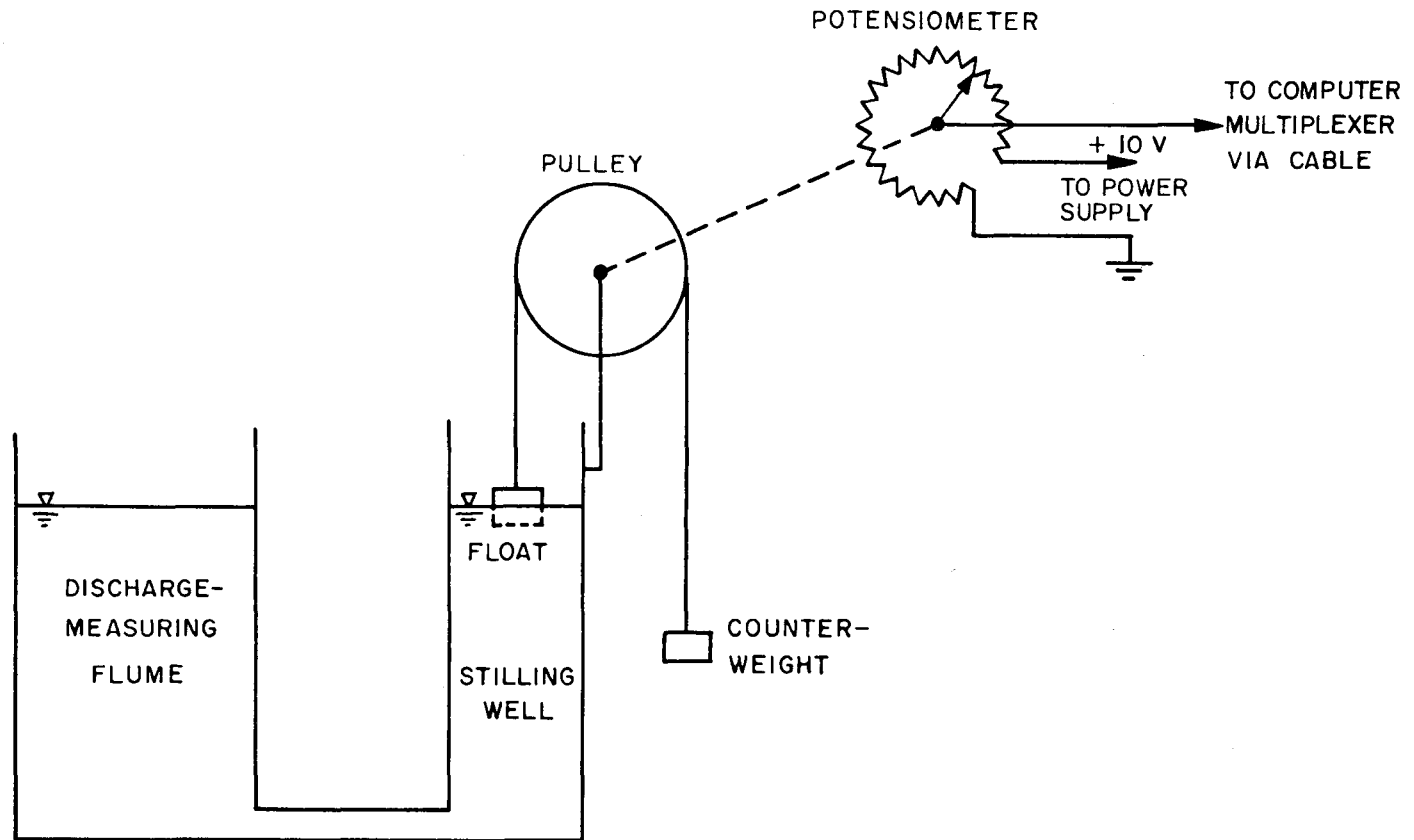 POTENSIOMETER
TO COMPUTER
MULTIPLEXER
VIA CABLE
+ 10 V
TO POWER
SUPPLY
PULLEY
FLOAT
DISCHARGE-
MEASURING
FLUME
STILLING
WELL
COUNTER-
WEIGHT